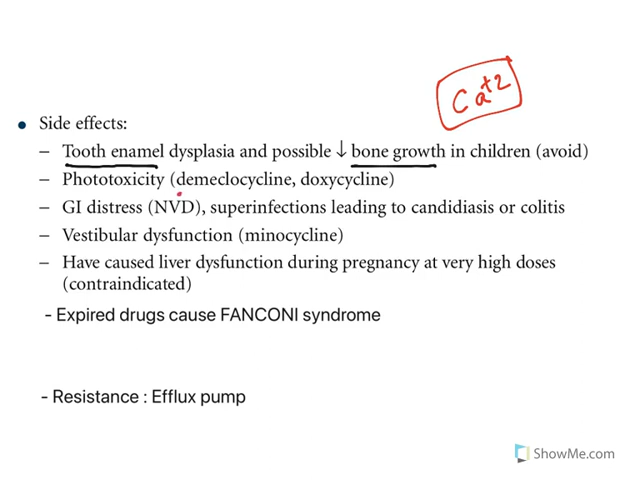 Ca+2
• Side effects:
– Tooth enamel dysplasia and possible ↓ bone growth in children (avoid)
– Phototoxicity (demeclocycline, doxycycline)
– GI distress (NVD), superinfections leading to candidiasis or colitis
– Vestibular dysfunction (minocycline)
– Have caused liver dysfunction during pregnancy at very high doses
(contraindicated)
- Expired drugs cause FANCONI syndrome
- Resistance : Efflux pump
ShowMe.com